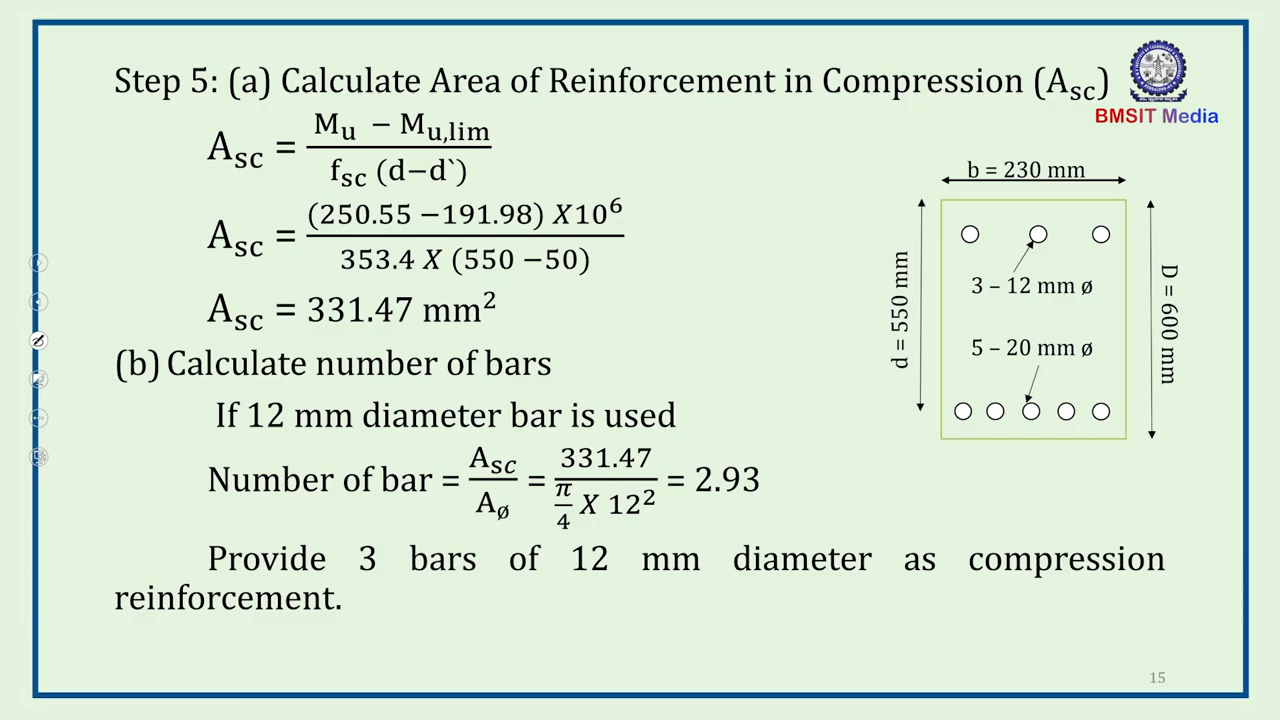 Step 5: (a) Calculate Area of Reinforcement in Compression (Asc)
BMSIT Media
Asc = Mu − Mu,lim / fsc (d−d`)
Asc = (250.55 −191.98) X10⁶ / 353.4 X (550 −50)
Asc = 331.47 mm²
(b) Calculate number of bars
If 12 mm diameter bar is used
Number of bar = Asc / Aø = 331.47 / π/4 X 12² = 2.93
Provide 3 bars of 12 mm diameter as compression
reinforcement.
b = 230 mm
d = 550 mm
D = 600 mm
3 – 12 mm ø
5 – 20 mm ø
15